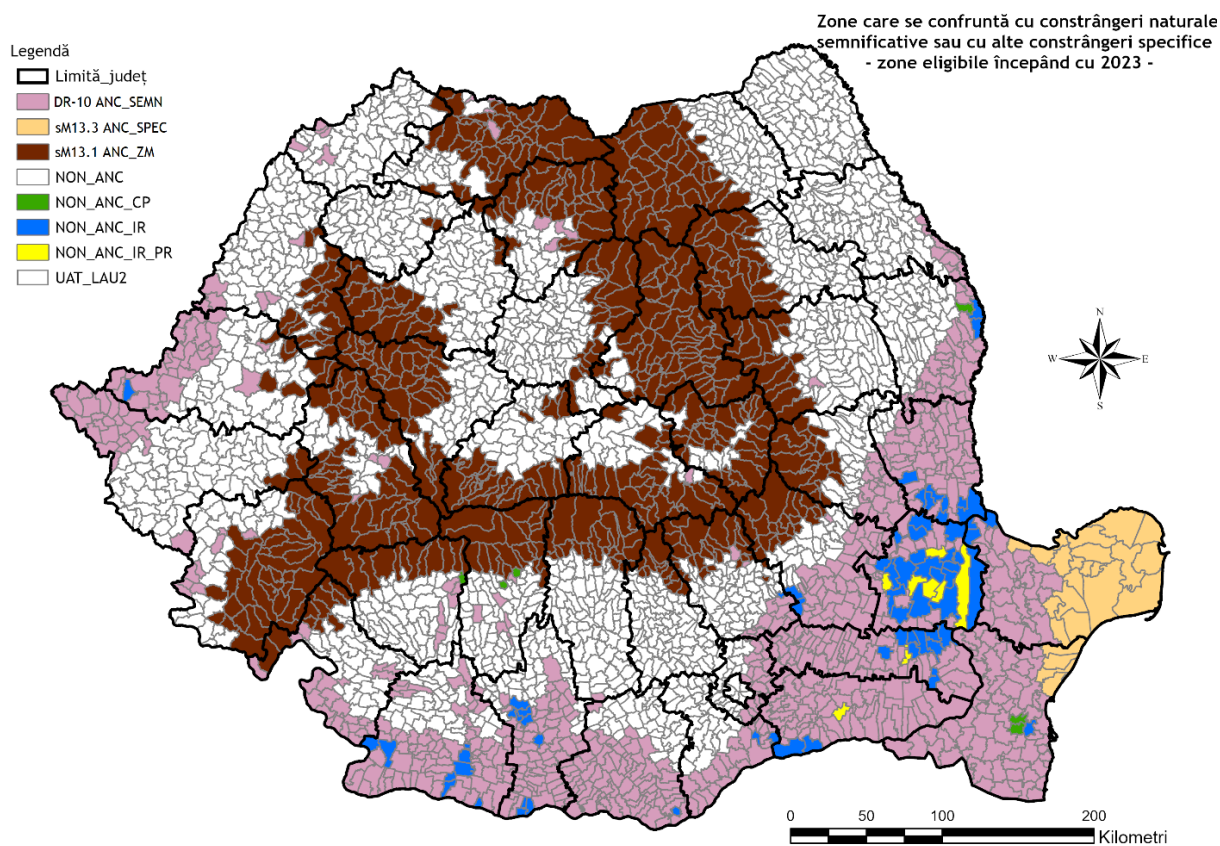 Zone care se confruntă cu constrângeri naturale
semnificative sau cu alte constrângeri specifice
- zone eligibile începând cu 2023 -
Legendă
Limită_județ
DR-10 ANC_SEMN
sM13.3 ANC_SPEC
sM13.1 ANC_ZM
NON_ANC
NON_ANC_CP
NON_ANC_IR
NON_ANC_IR_PR
UAT_LAU2
N
W E
S
0 50 100 200
Kilometri